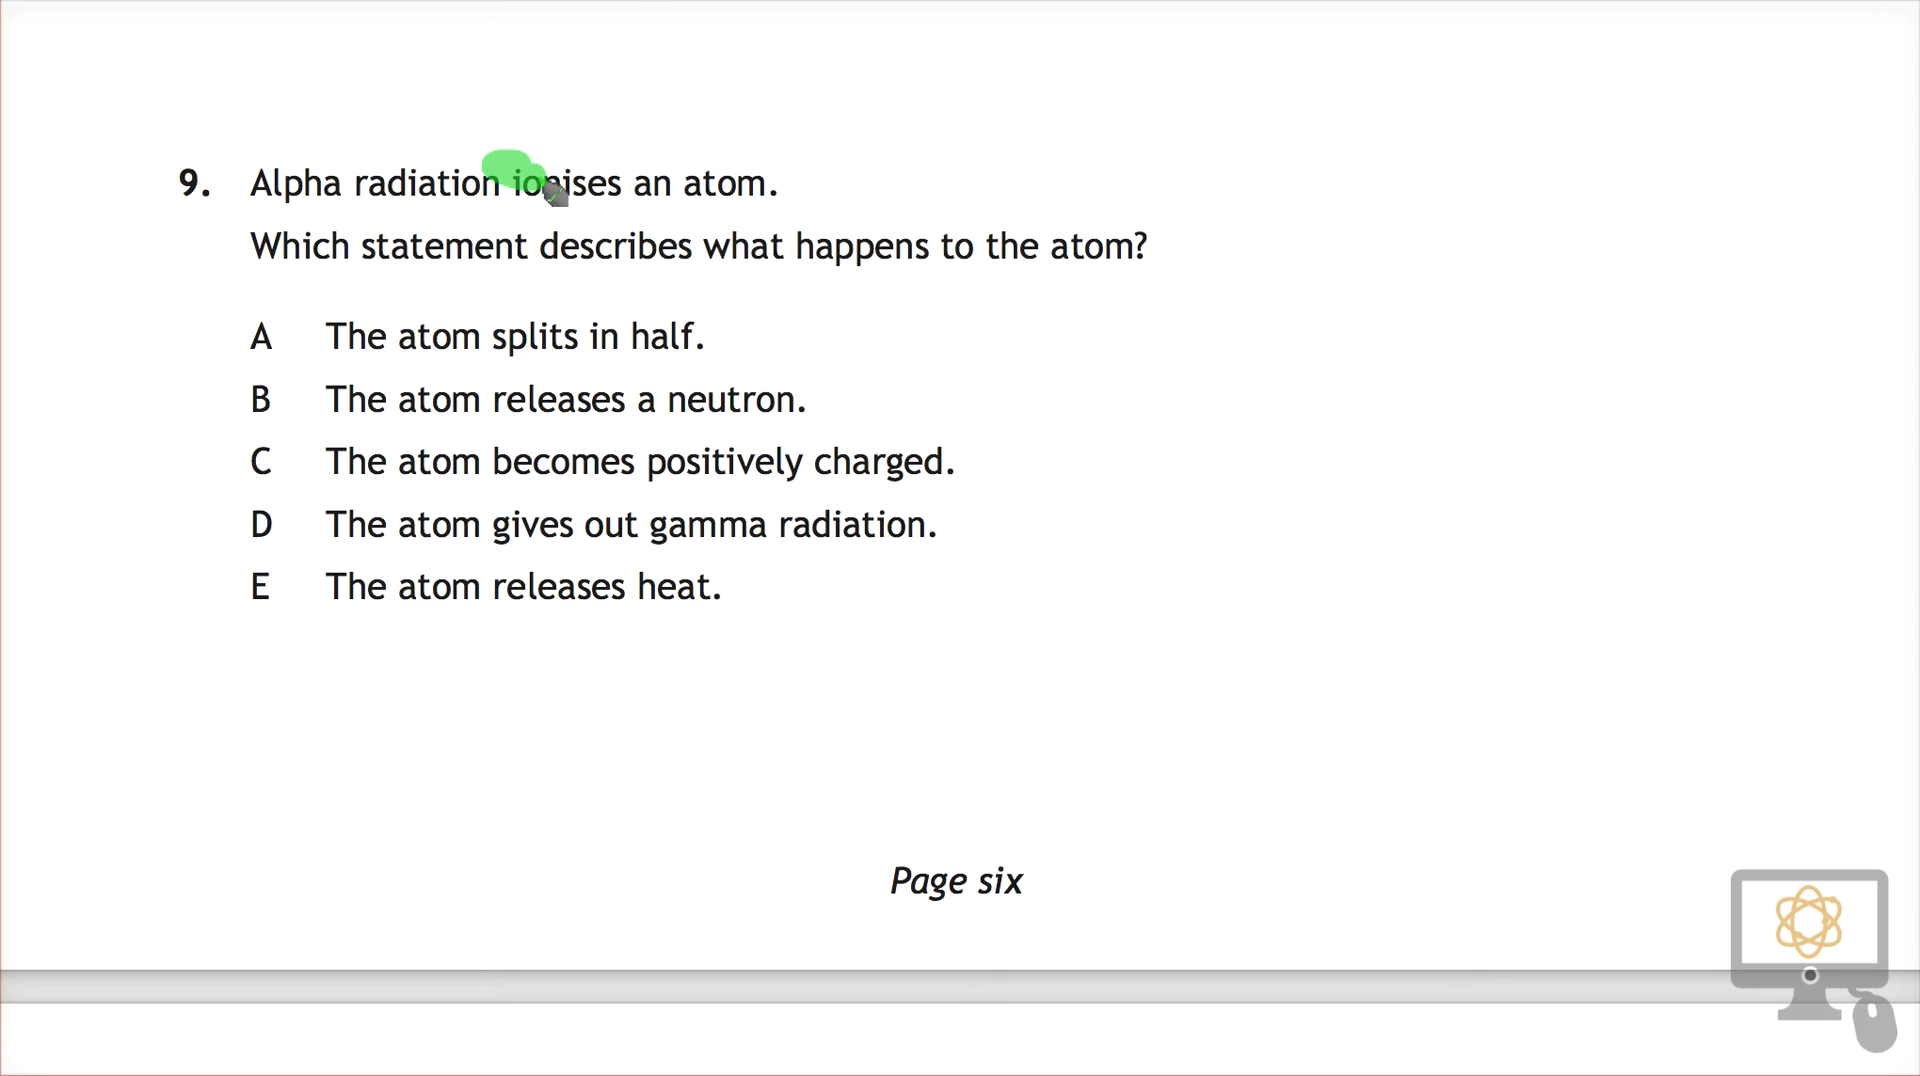 9. Alpha radiation ionises an atom.
Which statement describes what happens to the atom?
A The atom splits in half.
B The atom releases a neutron.
C The atom becomes positively charged.
D The atom gives out gamma radiation.
E The atom releases heat.
Page six